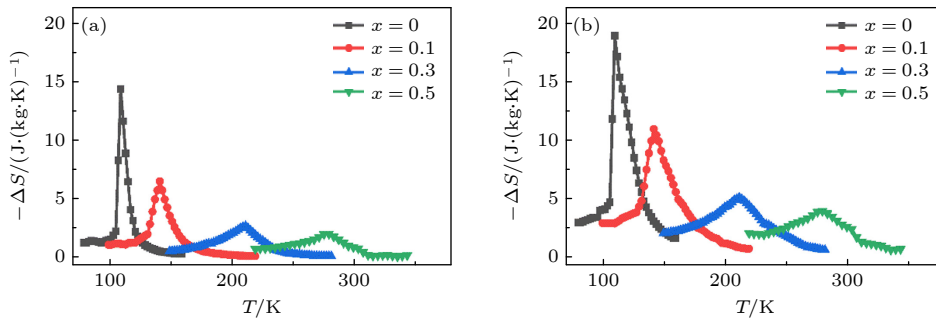 (a)
x = 0
x = 0.1
x = 0.3
x = 0.5
20
15
10
5
0
−ΔS/(J·(kg·K)⁻¹)
100 200 300
T/K
(b)
x = 0
x = 0.1
x = 0.3
x = 0.5
20
15
10
5
0
−ΔS/(J·(kg·K)⁻¹)
100 200 300
T/K